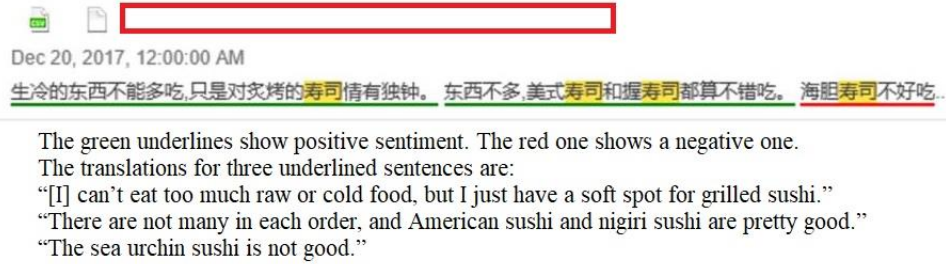 CSV
Dec 20, 2017, 12:00:00 AM
生冷的东西不能多吃,只是对炙烤的寿司情有独钟。 东西不多,美式寿司和握寿司都算不错吃。 海胆寿司不好吃...
The green underlines show positive sentiment. The red one shows a negative one.
The translations for three underlined sentences are:
“[I] can’t eat too much raw or cold food, but I just have a soft spot for grilled sushi.”
“There are not many in each order, and American sushi and nigiri sushi are pretty good.”
“The sea urchin sushi is not good.”